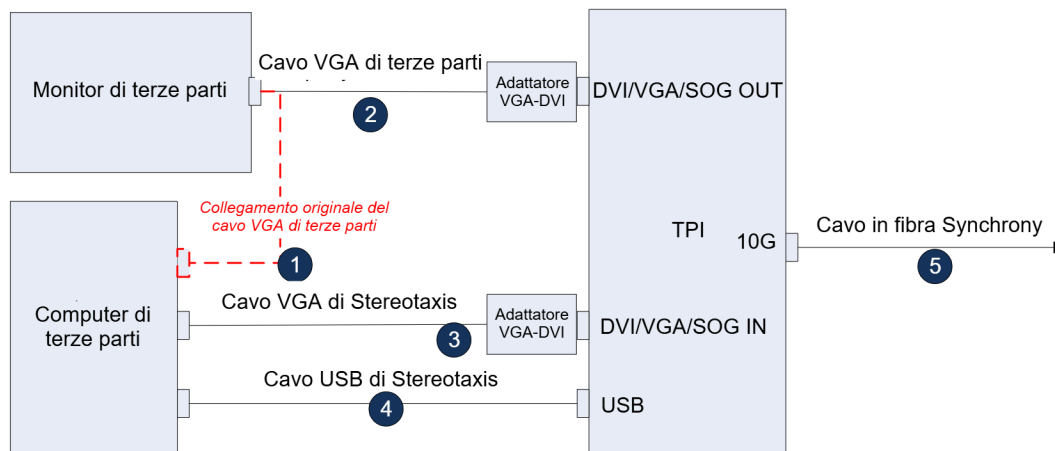 Monitor di terze parti
Cavo VGA di terze parti
2
Adattatore
VGA-DVI
DVI/VGA/SOG OUT
Collegamento originale del
cavo VGA di terze parti
1
TPI
10G
Cavo in fibra Synchrony
5
Computer di
terze parti
Cavo VGA di Stereotaxis
3
Adattatore
VGA-DVI
DVI/VGA/SOG IN
Cavo USB di Stereotaxis
4
USB